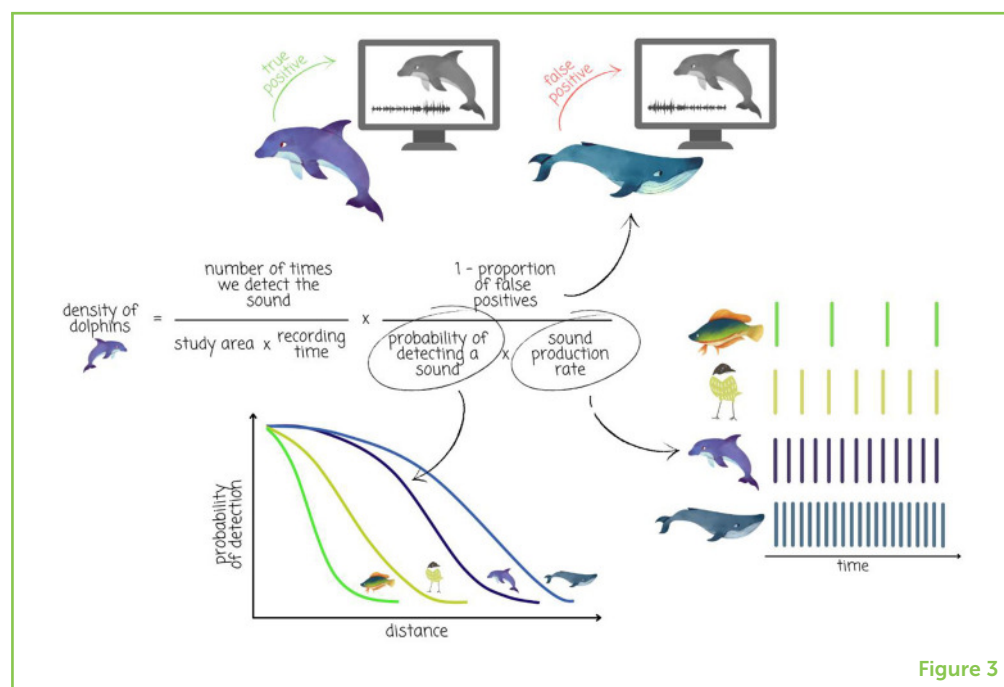 true
positive
false
positive
number of times
we detect the
sound
1 - proportion
of false
positives
density of
dolphins
=
x
study area x recording
time
probability of
detecting a
sound
x
sound
production
rate
probability
of detection
distance
time
Figure 3